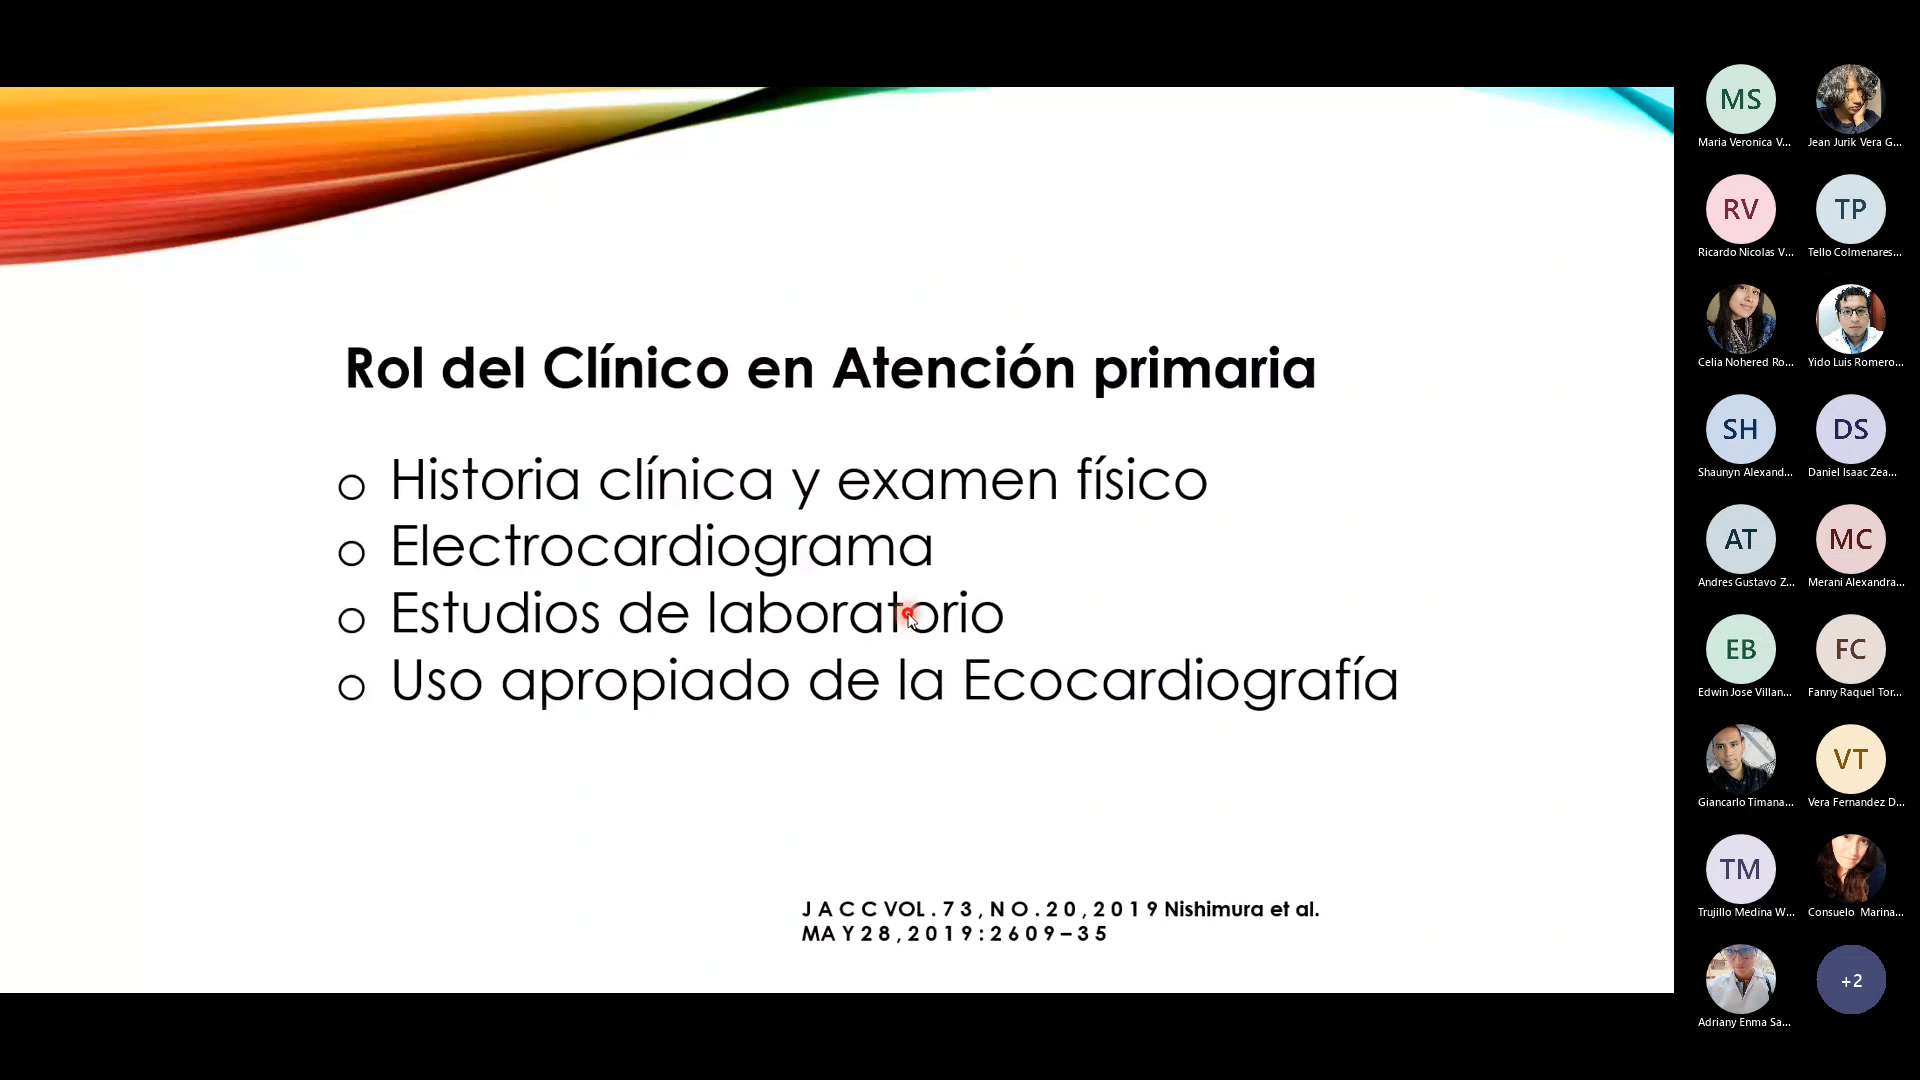 Rol del Clínico en Atención primaria
o Historia clínica y examen físico
o Electrocardiograma
o Estudios de laboratorio
o Uso apropiado de la Ecocardiografía
J A C C VOL . 7 3 , N O . 2 0 , 2 0 1 9 Nishimura et al.
MA Y 2 8 , 2 0 1 9 : 2 6 0 9 – 3 5
MS
Maria Veronica V...
Jean Jurik Vera G...
RV
TP
Ricardo Nicolas V...
Tello Colmenares...
Celia Nohered Ro...
Yido Luis Romero...
SH
DS
Shaunyn Alexand...
Daniel Isaac Zea...
AT
MC
Andres Gustavo Z...
Merani Alexandra...
EB
FC
Edwin Jose Villan...
Fanny Raquel Tor...
VT
Giancarlo Timana...
Vera Fernandez D...
TM
Trujillo Medina W...
Consuelo Marina...
+2
Adriany Enma Sa...